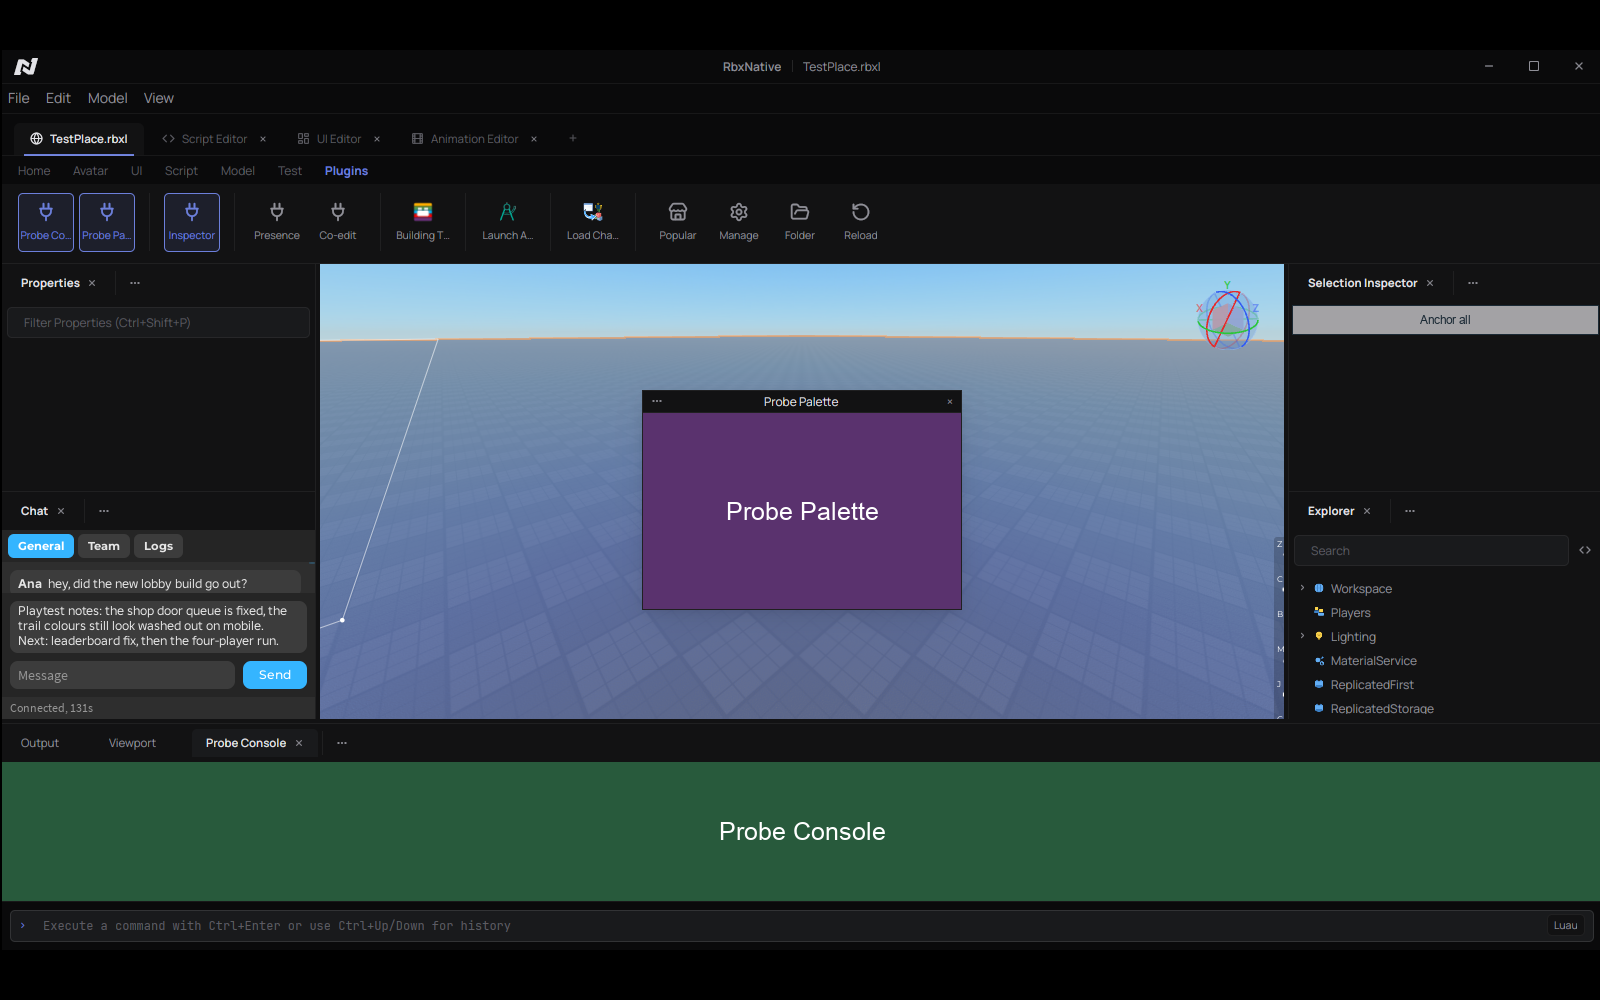 RbxNative TestPlace.rbxl
File Edit Model View
TestPlace.rbxl Script Editor UI Editor Animation Editor
Home Avatar UI Script Model Test Plugins
Probe Co... Probe Pa... Inspector Presence Co-edit Building T... Launch A... Load Cha... Popular Manage Folder Reload
Properties
Filter Properties (Ctrl+Shift+P)
Chat
General Team Logs
Ana hey, did the new lobby build go out?
Playtest notes: the shop door queue is fixed, the
trail colours still look washed out on mobile.
Next: leaderboard fix, then the four-player run.
Message Send
Connected, 131s
Y
X Z
Probe Palette
Probe Palette
Z
C
B
M
J
Selection Inspector
Anchor all
Explorer
Search
Workspace
Players
Lighting
MaterialService
ReplicatedFirst
ReplicatedStorage
Output Viewport Probe Console
Probe Console
Execute a command with Ctrl+Enter or use Ctrl+Up/Down for history Luau